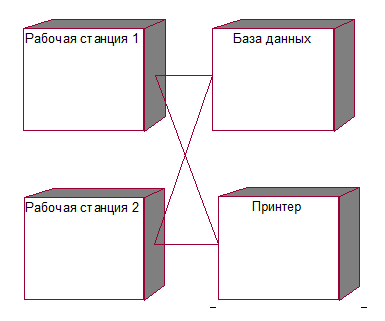 Рабочая станция 1
База данных
Рабочая станция 2
Принтер